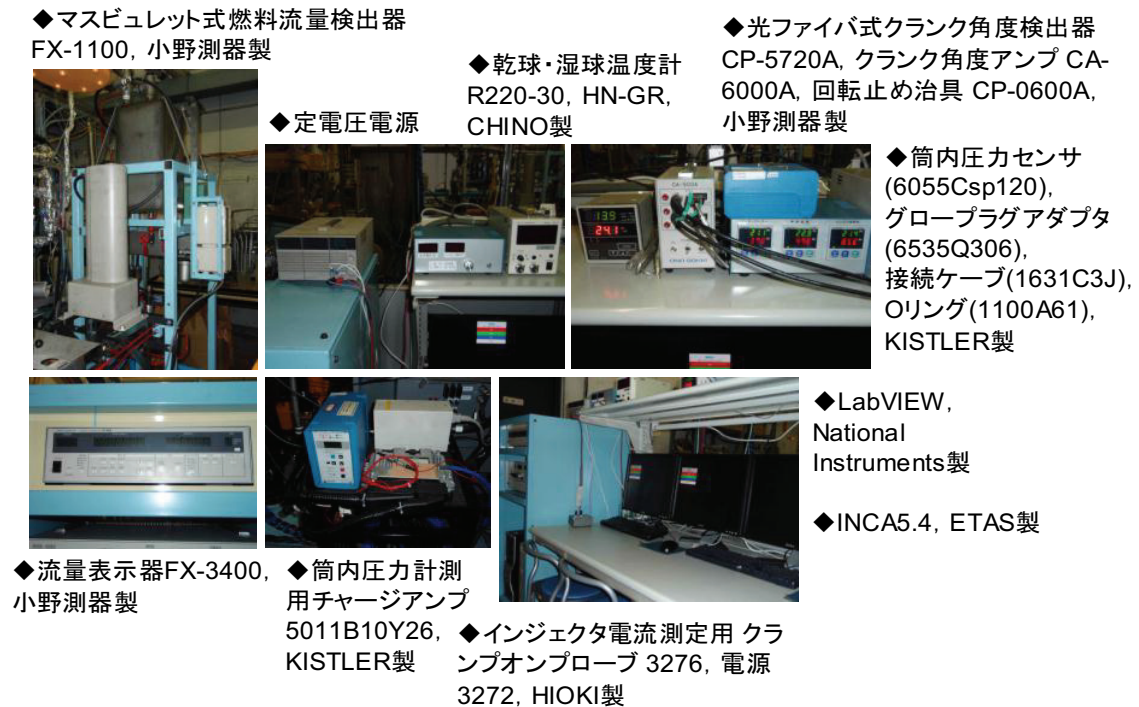 ◆マスビュレット式燃料流量検出器
FX-1100, 小野測器製
◆定電圧電源
◆乾球・湿球温度計
R220-30, HN-GR,
CHINO製
◆光ファイバ式クランク角度検出器
CP-5720A, クランク角度アンプ CA-
6000A, 回転止め治具 CP-0600A,
小野測器製
◆筒内圧力センサ
(6055Csp120),
グロープラグアダプタ
(6535Q306),
接続ケーブ(1631C3J),
Oリング(1100A61),
KISTLER製
13.9
24.1
◆LabVIEW,
National
Instruments製
◆INCA5.4, ETAS製
◆流量表示器FX-3400,
小野測器製
◆筒内圧力計測
用チャージアンプ
5011B10Y26,
KISTLER製
◆インジェクタ電流測定用 クラ
ンプオンプローブ 3276, 電源
3272, HIOKI製